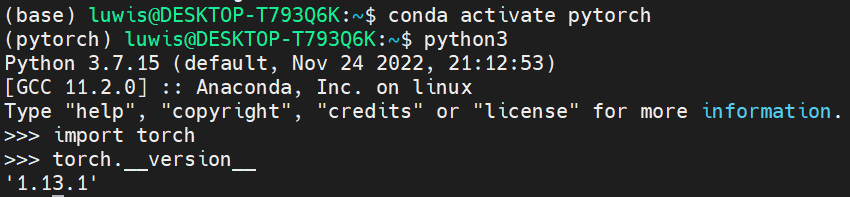 (base) luwis@DESKTOP-T793Q6K:~$ conda activate pytorch
(pytorch) luwis@DESKTOP-T793Q6K:~$ python3
Python 3.7.15 (default, Nov 24 2022, 21:12:53)
[GCC 11.2.0] :: Anaconda, Inc. on linux
Type "help", "copyright", "credits" or "license" for more information.
>>> import torch
>>> torch.__version__
'1.13.1'